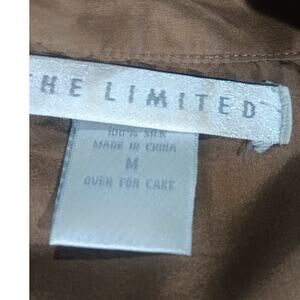 THE LIMITED
100% SILK
MADE IN CHINA
M
OVER FOR CARE